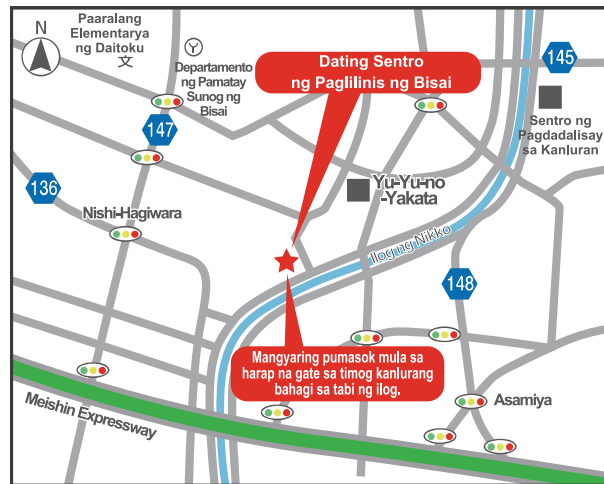 Paaralang
Elementarya
ng Daitoku
文
N
Y
Departamento
ng Pamatay
Sunog ng
Bisai
Dating Sentro
ng Paglilinis ng Bisai
145
Sentro ng
Pagdadalisay
sa Kanluran
147
136
Nishi-Hagiwara
Yu-Yu-no
-Yakata
Ilog ng Nikko
148
Mangyaring pumasok mula sa
harap na gate sa timog kanlurang
bahagi sa tabi ng ilog.
Meishin Expressway
Asamiya